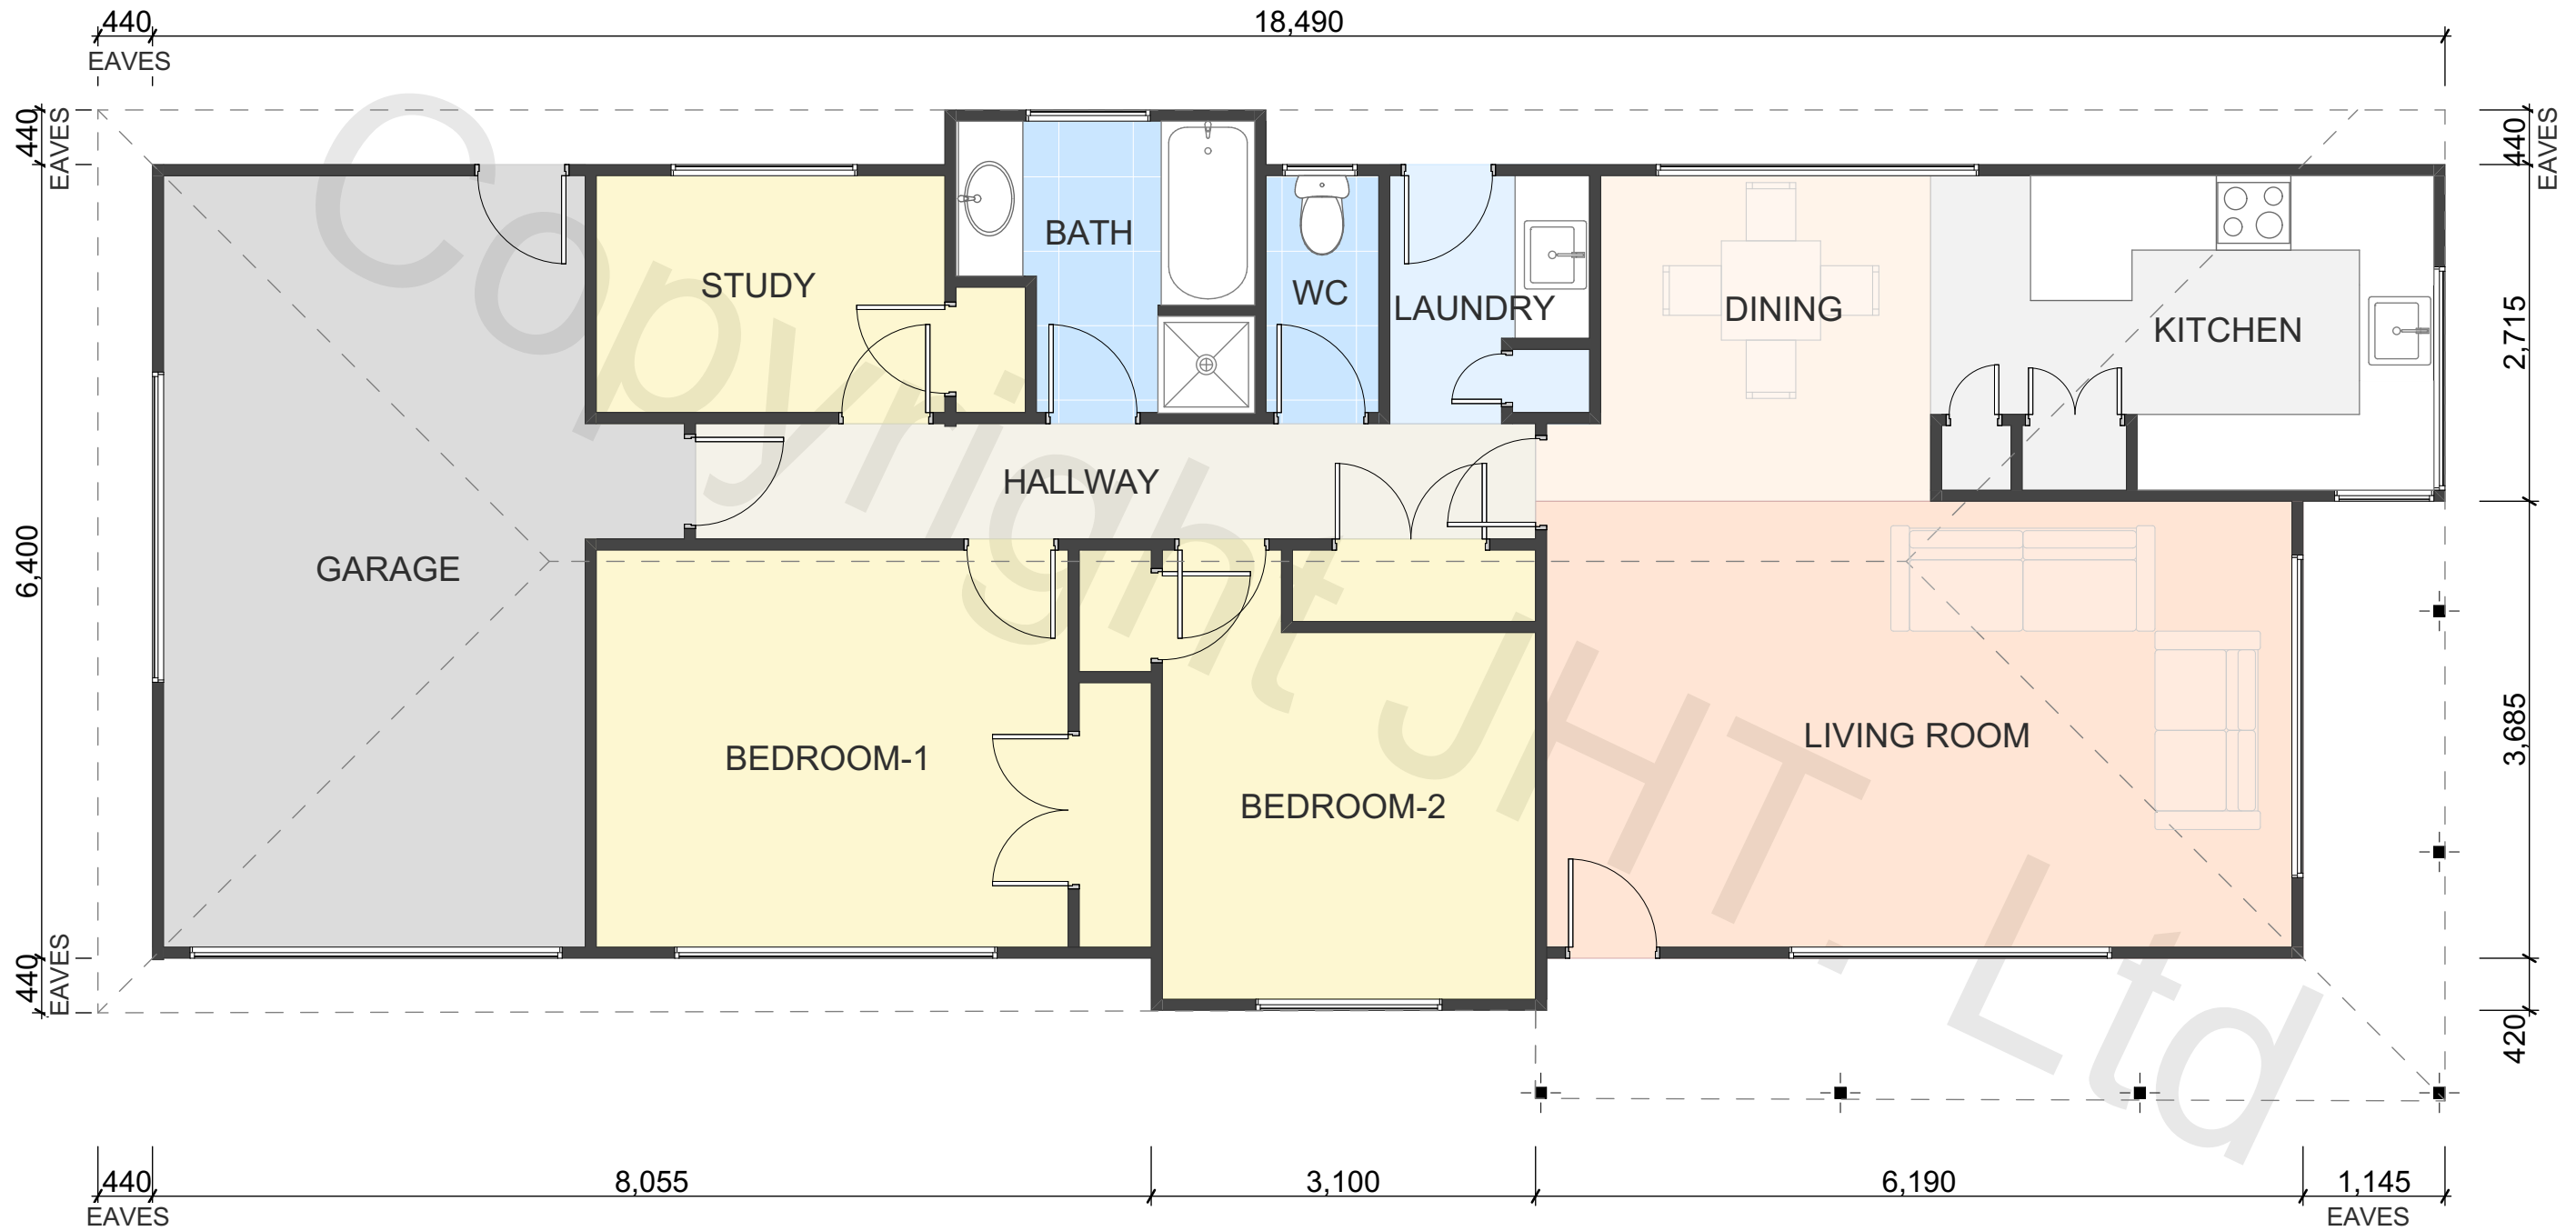 440
18,490
EAVES
440
EAVES
440
EAVES
BATH
STUDY
WC
LAUNDRY
DINING
KITCHEN
2,715
HALLWAY
GARAGE
6,400
LIVING ROOM
3,685
BEDROOM-1
BEDROOM-2
440
EAVES
420
440
8,055
3,100
6,190
1,145
EAVES
EAVES
Copyright JHT. Ltd